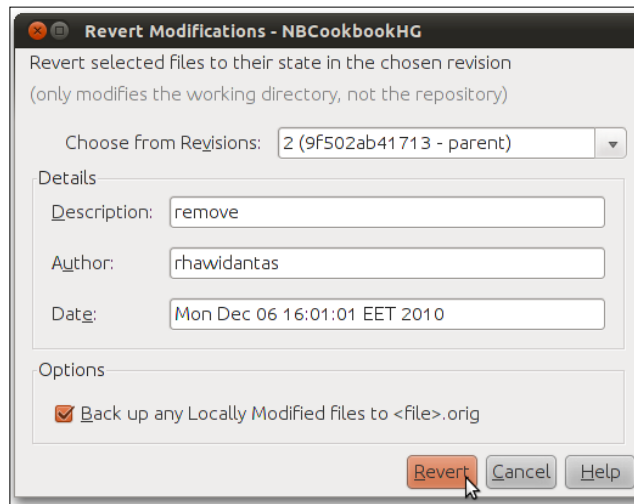 Revert Modifications - NBCookbookHG
Revert selected files to their state in the chosen revision
(only modifies the working directory, not the repository)
Choose from Revisions: 2 (9f502ab41713 - parent)
Details
Description: remove
Author: rhawidantas
Date: Mon Dec 06 16:01:01 EET 2010
Options
Back up any Locally Modified files to <file>.orig
Revert Cancel Help